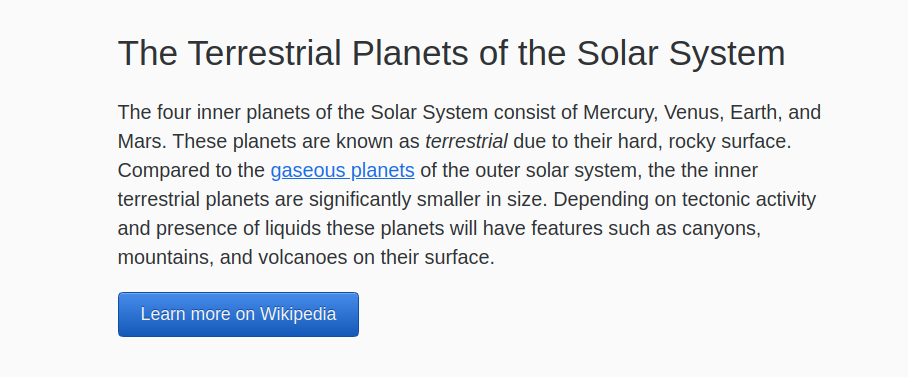 The Terrestrial Planets of the Solar System
The four inner planets of the Solar System consist of Mercury, Venus, Earth, and
Mars. These planets are known as terrestrial due to their hard, rocky surface.
Compared to the gaseous planets of the outer solar system, the the inner
terrestrial planets are significantly smaller in size. Depending on tectonic activity
and presence of liquids these planets will have features such as canyons,
mountains, and volcanoes on their surface.
Learn more on Wikipedia